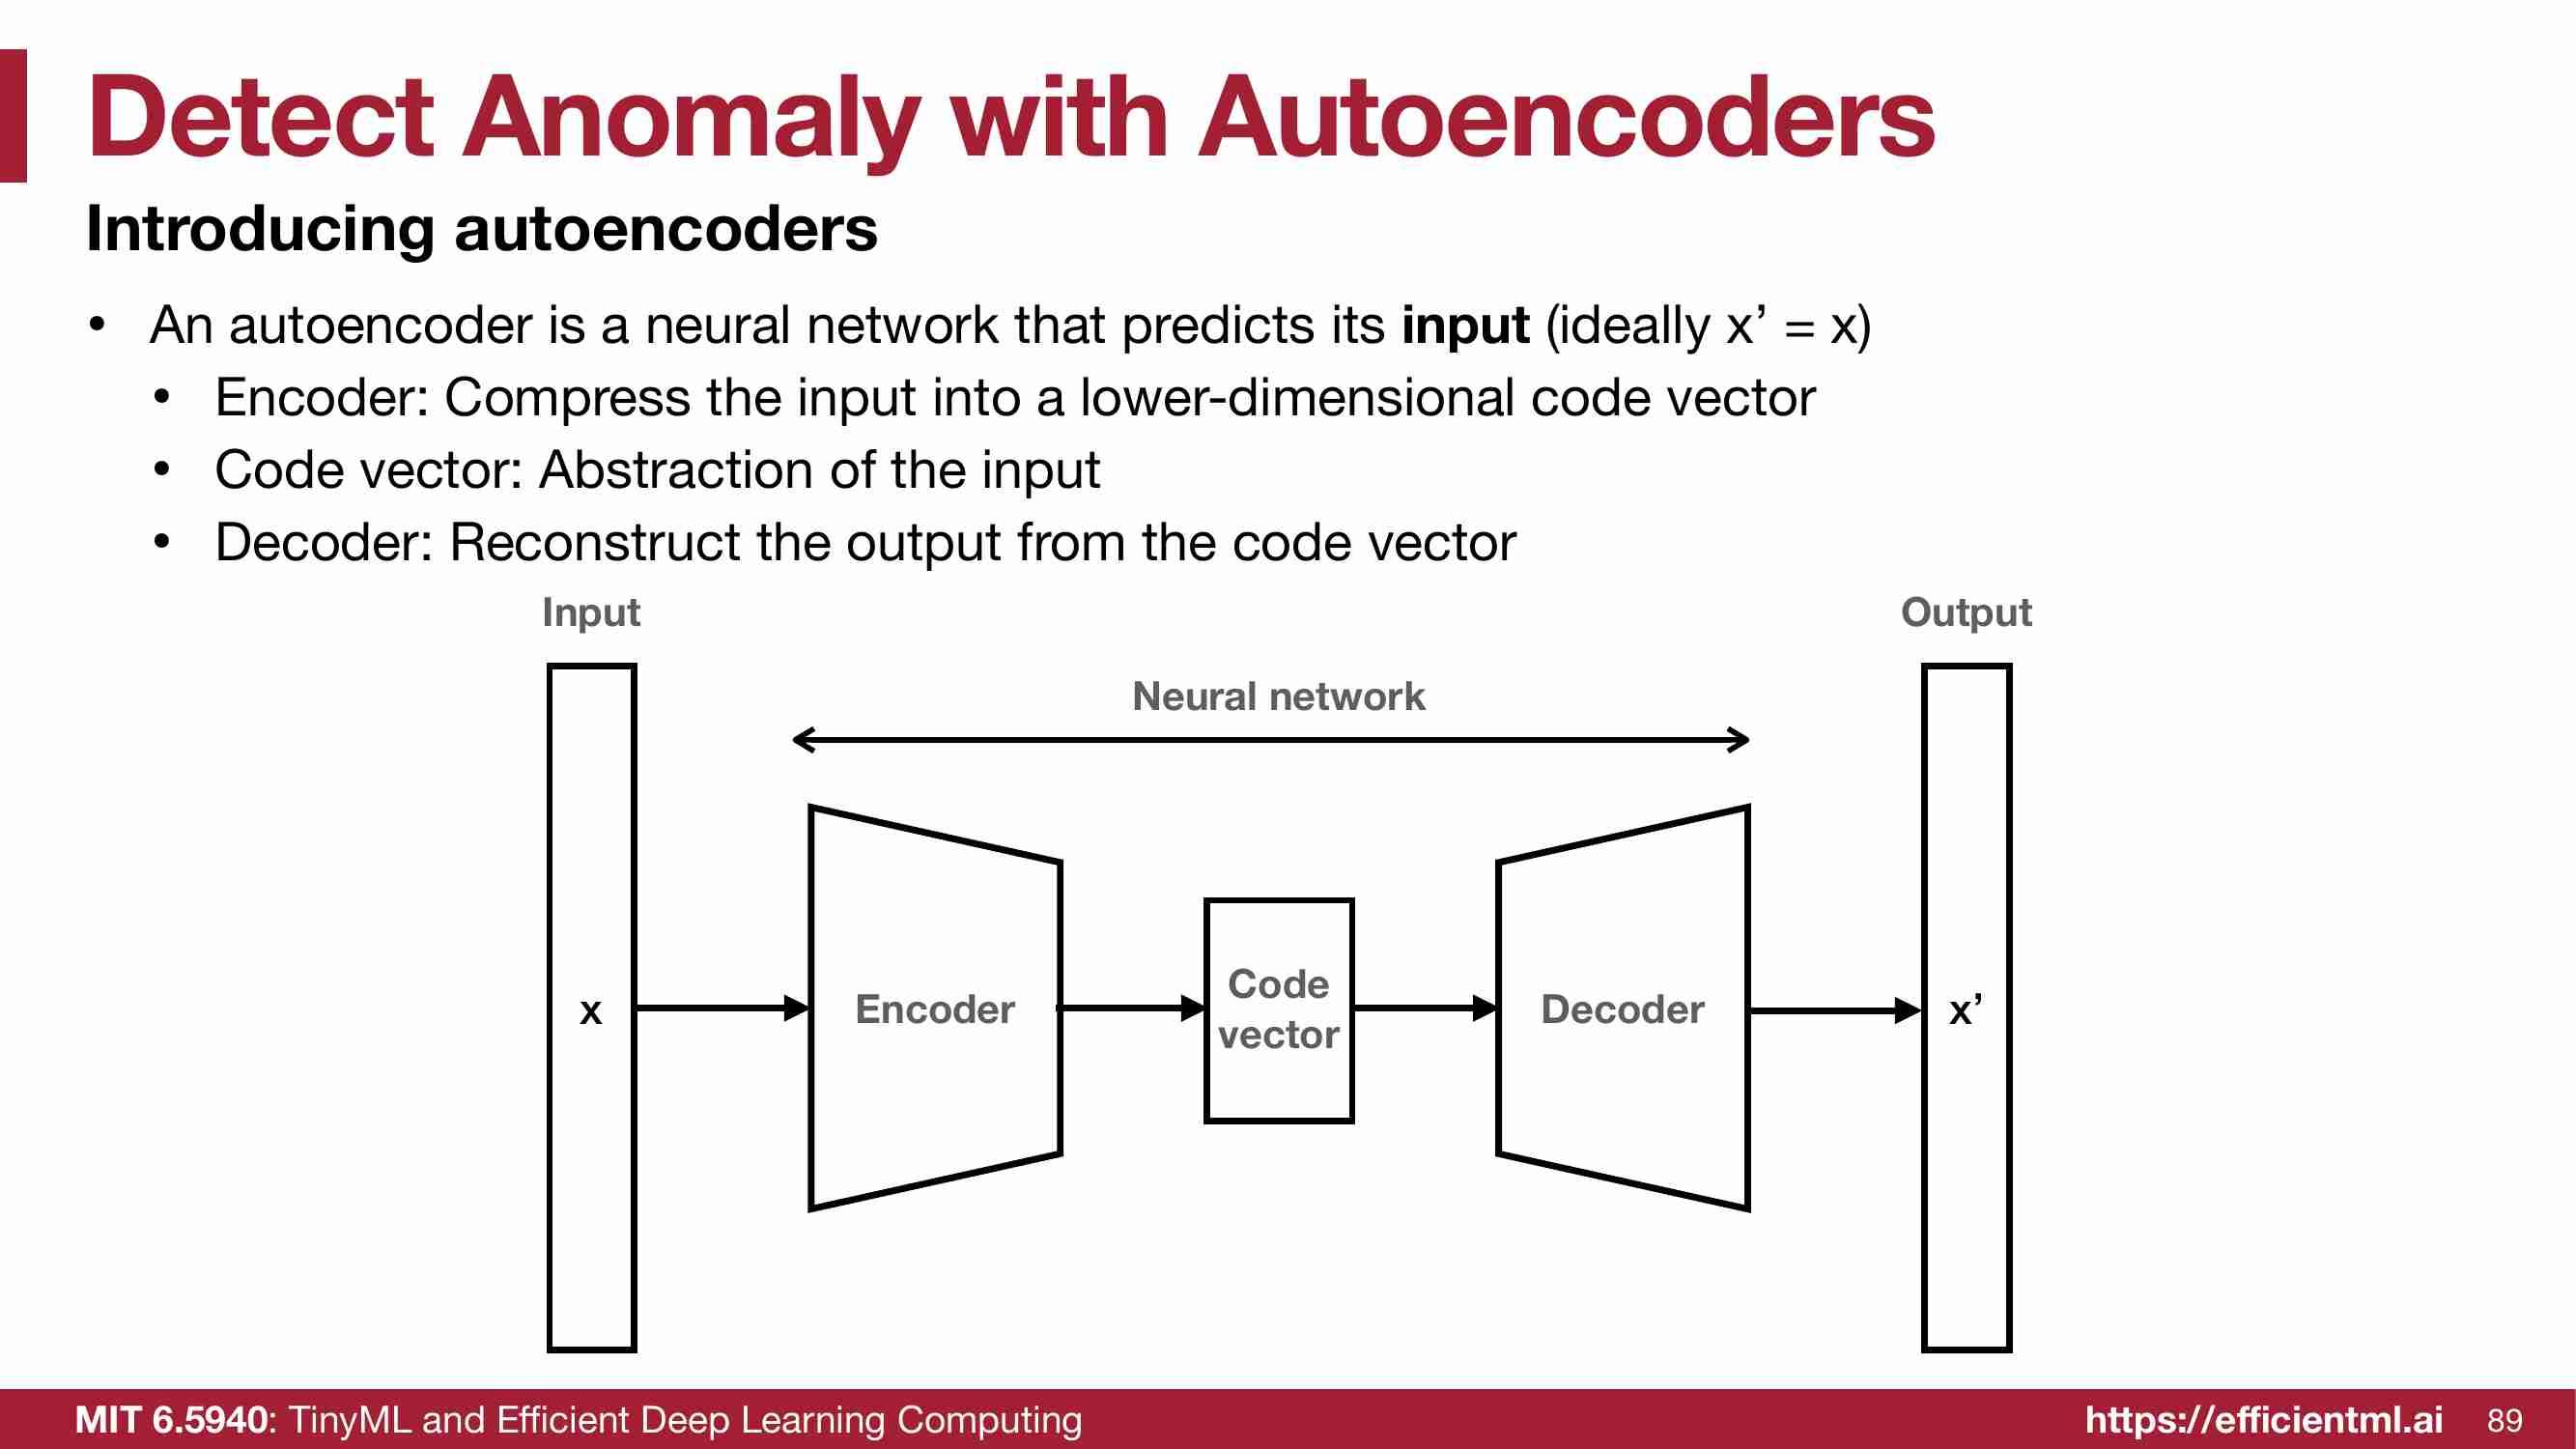 Detect Anomaly with Autoencoders
Introducing autoencoders
• An autoencoder is a neural network that predicts its input (ideally x’ = x)
• Encoder: Compress the input into a lower-dimensional code vector
• Code vector: Abstraction of the input
• Decoder: Reconstruct the output from the code vector
Input
Output
Neural network
x
Encoder
Code
vector
Decoder
x’
MIT 6.5940: TinyML and Efficient Deep Learning Computing
https://efficientml.ai
89